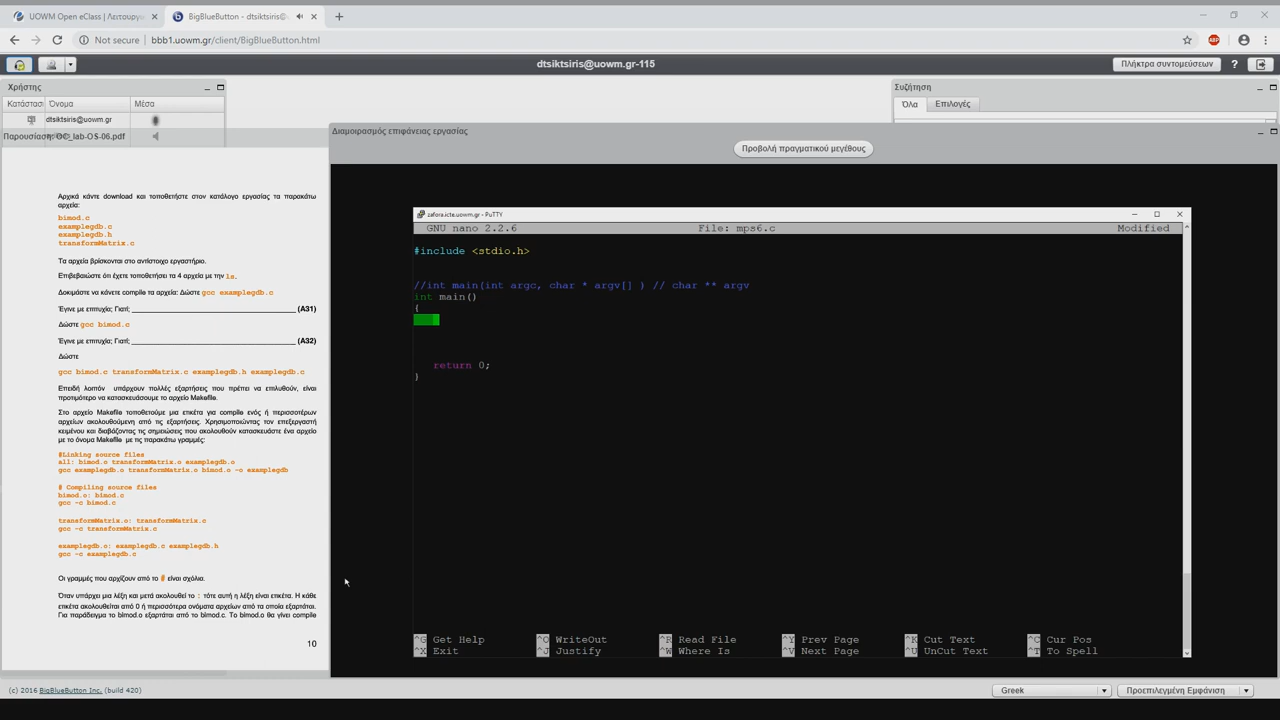 UOWM Open eClass | Λειτουργι
BigBlueButton - dtsiktsiris@
Not secure
bbb1.uowm.gr/client/BigBlueButton.html
ABP
dtsiktsiris@uowm.gr-115
Πλήκτρα συντομεύσεων
?
Χρήστης
Κατάστασι
Όνομα
Μέσα
dtsiktsiris@uowm.gr
Συζήτηση
Όλα
Επιλογές
Διαμοιρασμός επιφάνειας εργασίας
Προβολή πραγματικού μεγέθους
Αρχικά κάντε download και τοποθετήστε στον κατάλογο εργασίας τα παρακάτω
αρχεία:
bimod.c
examplegdb.c
examplegdb.h
transformMatrix.c
Τα αρχεία βρίσκονται στο αντίστοιχο εργαστήριο.
Επιβεβαιώστε ότι έχετε τοποθετήσει τα 4 αρχεία με την ls.
Δοκιμάστε να κάνετε compile τα αρχεία: Δώστε gcc examplegdb.c
Έγινε με επιτυχία; Γιατί; (A31)
Δώστε gcc bimod.c
Έγινε με επιτυχία; Γιατί; (A32)
Δώστε
gcc bimod.c transformMatrix.c examplegdb.h examplegdb.c
Επειδή λοιπόν υπάρχουν πολλές εξαρτήσεις που πρέπει να επιλυθούν, είναι
προτιμότερο να κατασκευάσουμε το αρχείο Makefile.
Στο αρχείο Makefile τοποθετούμε μια ετικέτα για compile ενός ή περισσοτέρων
αρχείων ακολουθούμενη από τις εξαρτήσεις. Χρησιμοποιώντας τον επεξεργαστή
κειμένου και διαβάζοντας τις σημειώσεις που ακολουθούν κατασκευάστε ένα αρχείο
με το όνομα Makefile με τις παρακάτω γραμμές:
#Linking source files
all: bimod.o transformMatrix.o examplegdb.o
gcc examplegdb.o transformMatrix.o bimod.o -o examplegdb
# Compiling source files
bimod.o: bimod.c
gcc -c bimod.c
transformMatrix.o: transformMatrix.c
gcc -c transformMatrix.c
examplegdb.o: examplegdb.c examplegdb.h
gcc -c examplegdb.c
Οι γραμμές που αρχίζουν από το # είναι σχόλια.
Όταν υπάρχει μια λέξη και μετά ακολουθεί το : τότε αυτή η λέξη είναι ετικέτα. Η κάθε
ετικέτα ακολουθείται από 0 ή περισσότερα ονόματα αρχείων από τα οποία εξαρτάται.
Για παράδειγμα το bimod.o εξαρτάται από το bimod.c. Το bimod.o θα γίνει compile
10
zafora.icte.uowm.gr - PuTTY
GNU nano 2.2.6 File: mps6.c Modified
#include <stdio.h>
//int main(int argc, char * argv[] ) // char ** argv
int main()
{
return 0;
}
^G Get Help ^O WriteOut ^R Read File ^Y Prev Page ^K Cut Text ^C Cur Pos
^X Exit ^J Justify ^W Where Is ^V Next Page ^U UnCut Text ^T To Spell
(c) 2016 BigBlueButton Inc. (build 420)
Greek
Προεπιλεγμένη Εμφάνιση